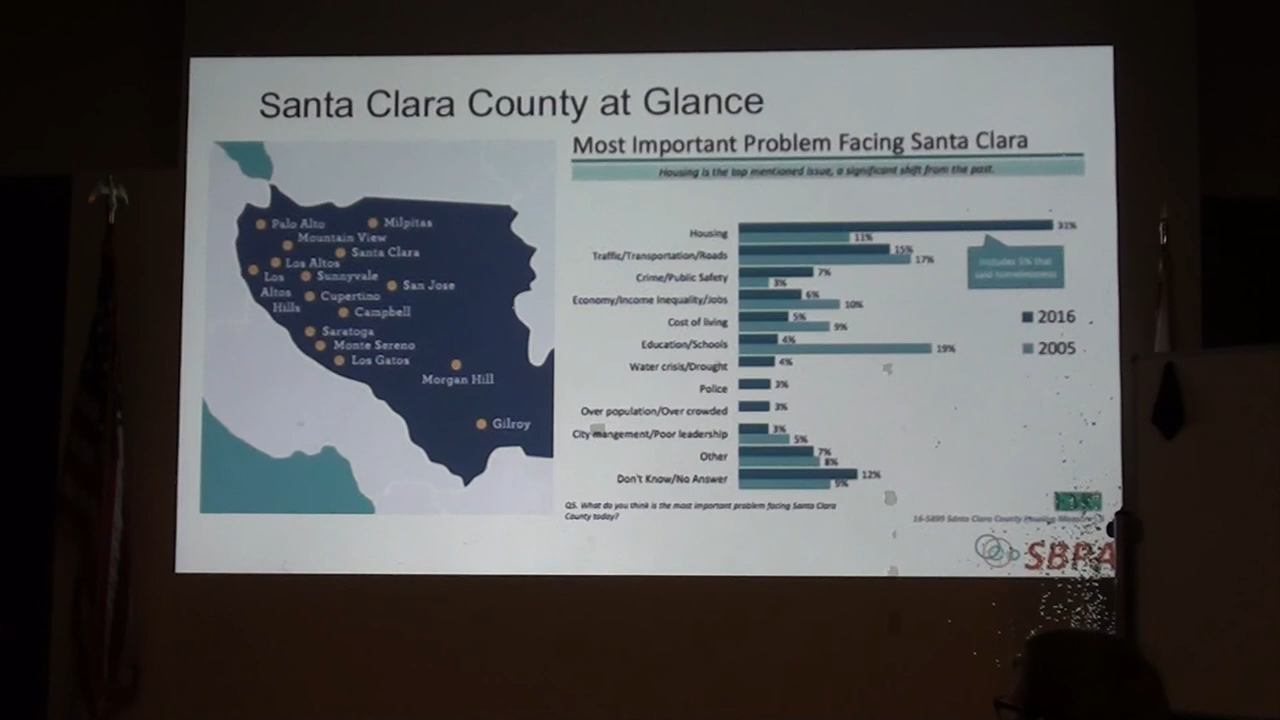 Santa Clara County at Glance
Most Important Problem Facing Santa Clara
Housing is the top mentioned issue, a significant shift from the past.
Palo Alto
Milpitas
Mountain View
Santa Clara
Los Altos
Los
Altos
Hills
Sunnyvale
San Jose
Cupertino
Campbell
Saratoga
Monte Sereno
Los Gatos
Morgan Hill
Gilroy
Housing 31%
11%
Traffic/Transportation/Roads 15%
17%
Crime/Public Safety 7%
3%
Economy/Income Inequality/Jobs 6%
10%
Cost of living 5%
9%
Education/Schools 4%
19%
Water crisis/Drought 4%
Police 3%
Over population/Over crowded 3%
City mangement/Poor leadership 3%
5%
Other 7%
8%
Don't Know/No Answer 12%
9%
Includes 5% that
said homelessness
2016
2005
Q5. What do you think is the most important problem facing Santa Clara
County today?
16-5899 Santa Clara County Housing
SBPA